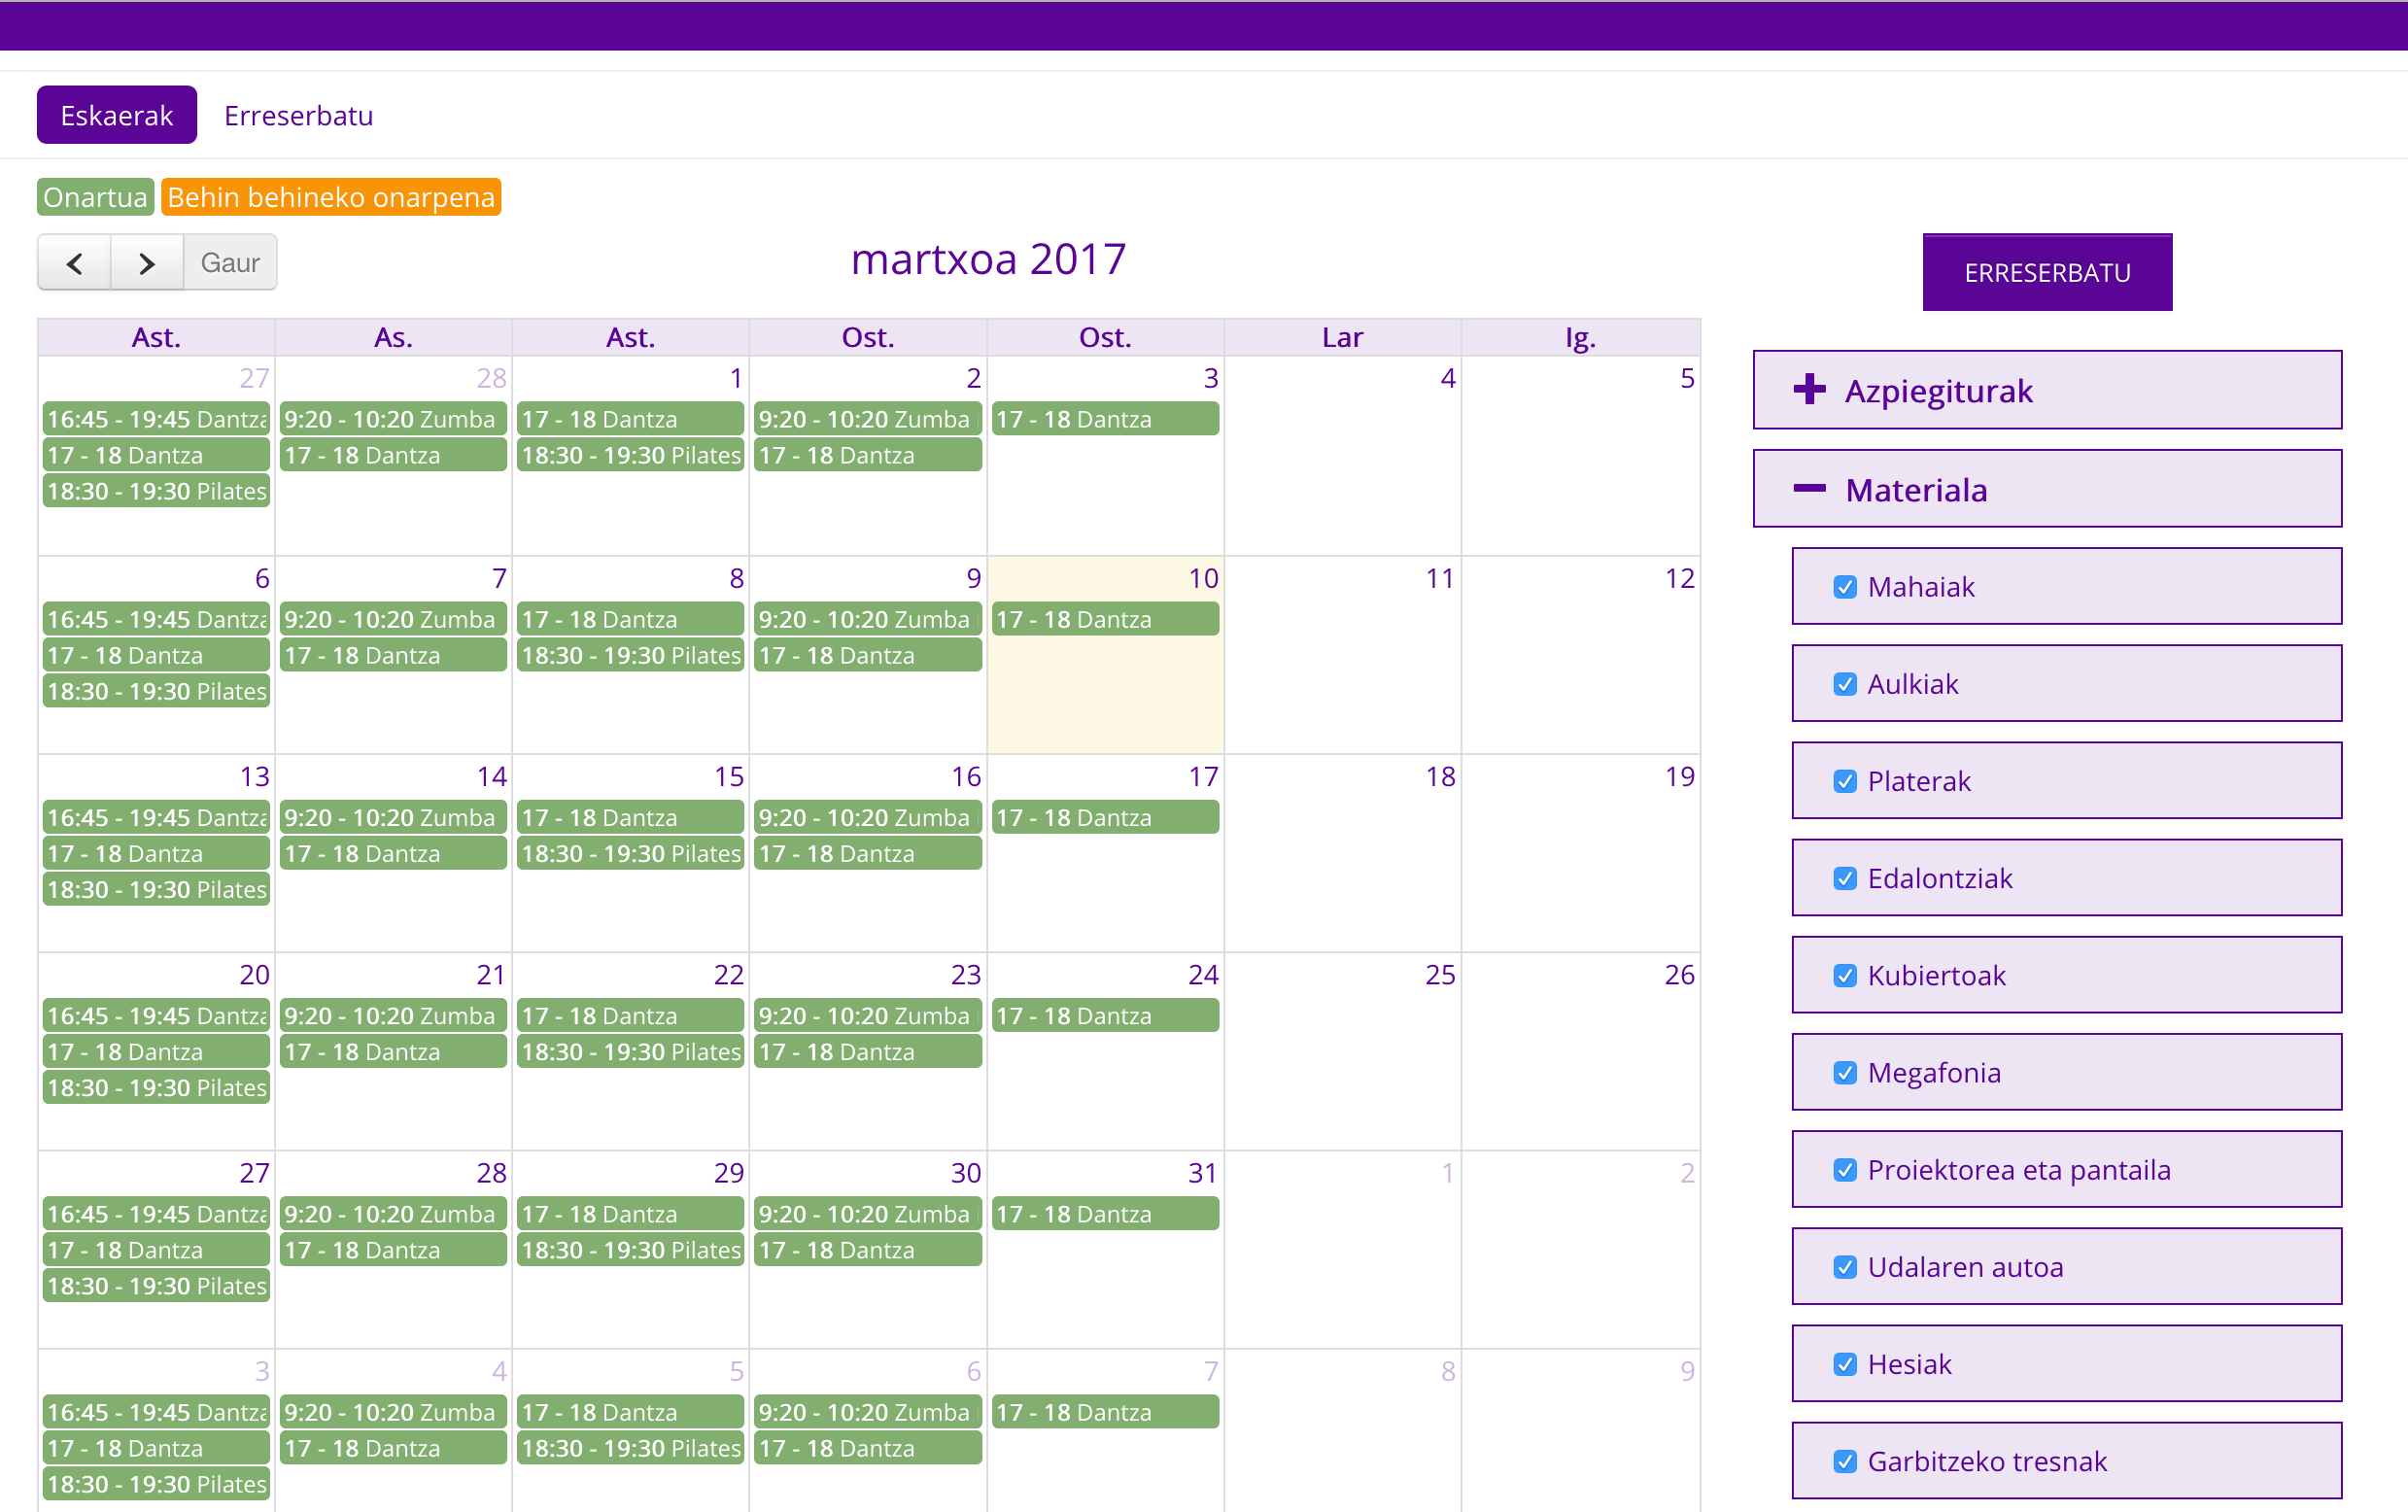 Eskaerak Erreserbatu
Onartua Behin behineko onarpena
Gaur
martxoa 2017
ERRESERBATU
Ast. As. Ast. Ost. Ost. Lar Ig.
27 28 1 2 3 4 5
16:45 - 19:45 Dantza 9:20 - 10:20 Zumba 17 - 18 Dantza 9:20 - 10:20 Zumba 17 - 18 Dantza
17 - 18 Dantza 17 - 18 Dantza 18:30 - 19:30 Pilates 17 - 18 Dantza
18:30 - 19:30 Pilates
6 7 8 9 10 11 12
16:45 - 19:45 Dantza 9:20 - 10:20 Zumba 17 - 18 Dantza 9:20 - 10:20 Zumba 17 - 18 Dantza
17 - 18 Dantza 17 - 18 Dantza 18:30 - 19:30 Pilates 17 - 18 Dantza
18:30 - 19:30 Pilates
13 14 15 16 17 18 19
16:45 - 19:45 Dantza 9:20 - 10:20 Zumba 17 - 18 Dantza 9:20 - 10:20 Zumba 17 - 18 Dantza
17 - 18 Dantza 17 - 18 Dantza 18:30 - 19:30 Pilates 17 - 18 Dantza
18:30 - 19:30 Pilates
20 21 22 23 24 25 26
16:45 - 19:45 Dantza 9:20 - 10:20 Zumba 17 - 18 Dantza 9:20 - 10:20 Zumba 17 - 18 Dantza
17 - 18 Dantza 17 - 18 Dantza 18:30 - 19:30 Pilates 17 - 18 Dantza
18:30 - 19:30 Pilates
27 28 29 30 31 1 2
16:45 - 19:45 Dantza 9:20 - 10:20 Zumba 17 - 18 Dantza 9:20 - 10:20 Zumba 17 - 18 Dantza
17 - 18 Dantza 17 - 18 Dantza 18:30 - 19:30 Pilates 17 - 18 Dantza
18:30 - 19:30 Pilates
3 4 5 6 7 8 9
16:45 - 19:45 Dantza 9:20 - 10:20 Zumba 17 - 18 Dantza 9:20 - 10:20 Zumba 17 - 18 Dantza
17 - 18 Dantza 17 - 18 Dantza 18:30 - 19:30 Pilates 17 - 18 Dantza
18:30 - 19:30 Pilates
Azpiegiturak
Materiala
Mahaiak
Aulkiak
Platerak
Edalontziak
Kubiertoak
Megafonia
Proiektorea eta pantaila
Udalaren autoa
Hesiak
Garbitzeko tresnak